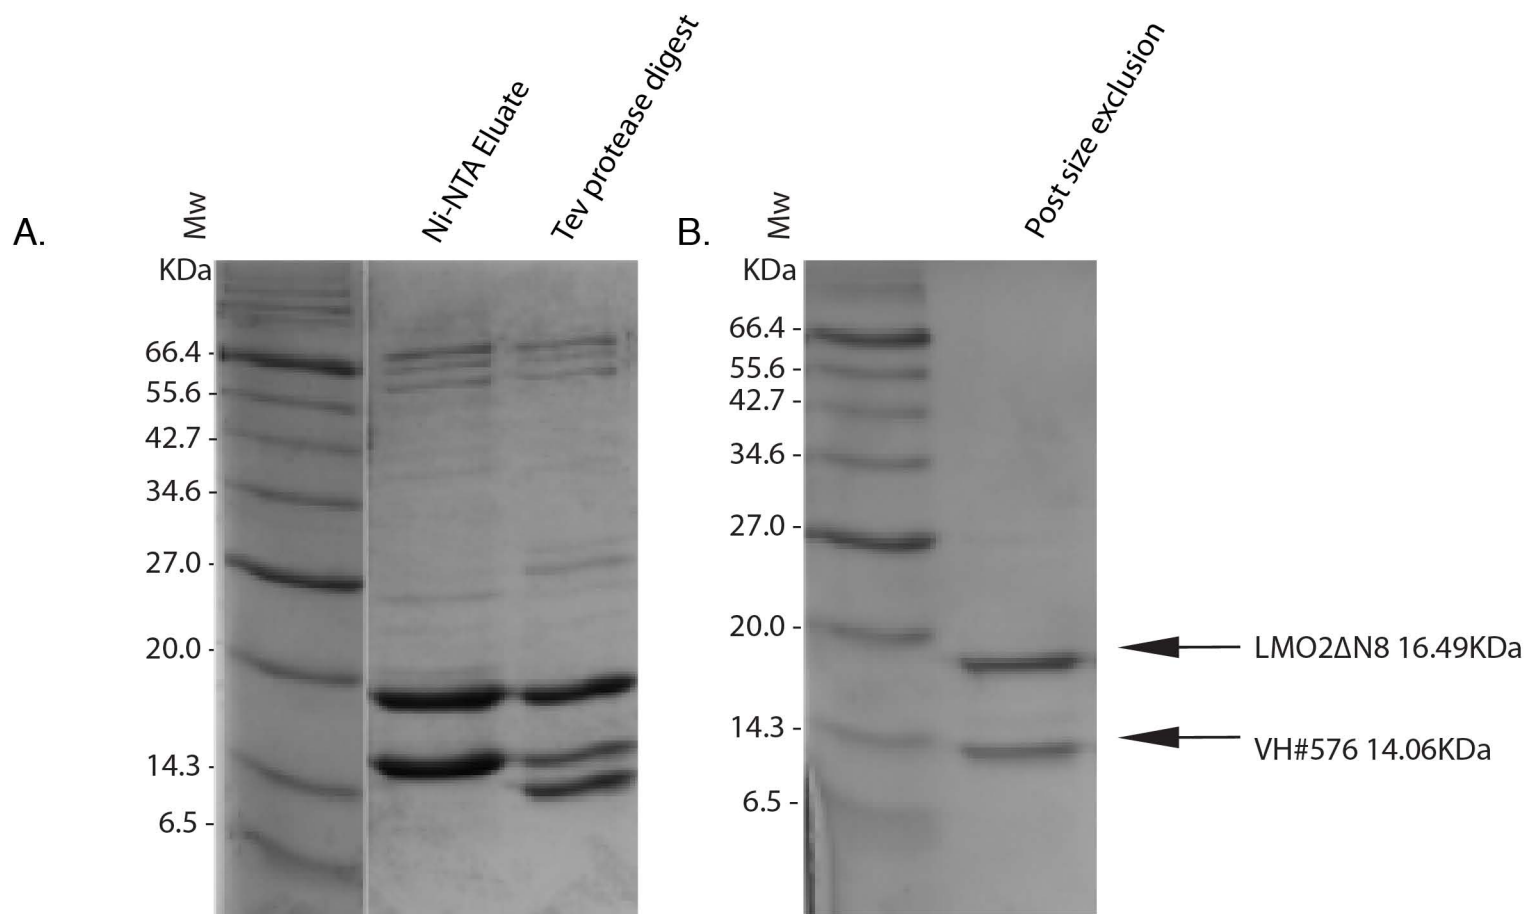 A.
Mw
KDa
Ni-NTA Eluate
Tev protease digest
66.4 -
55.6 -
42.7 -
34.6 -
27.0 -
20.0 -
14.3 -
6.5 -
B.
Mw
KDa
Post size exclusion
66.4 -
55.6 -
42.7 -
34.6 -
27.0 -
20.0 -
14.3 -
6.5 -
LMO2ΔN8 16.49KDa
VH#576 14.06KDa